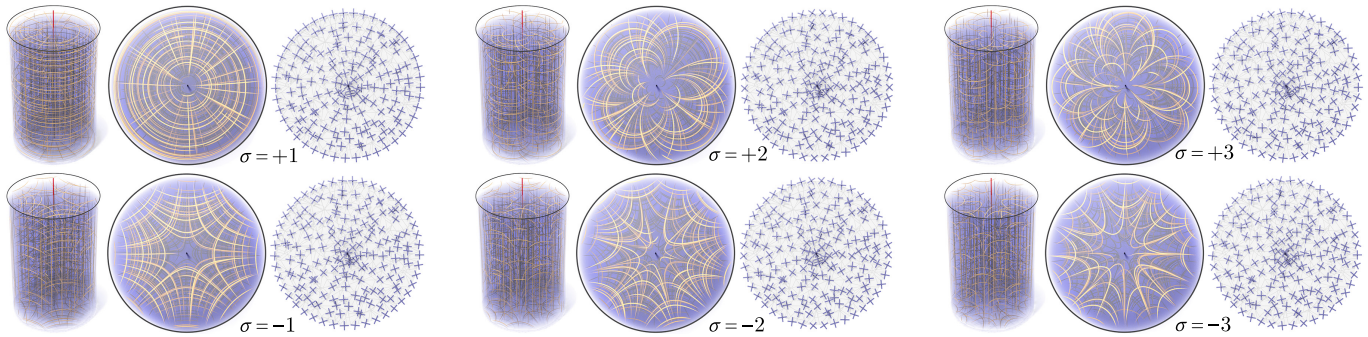 σ = +1
σ = +2
σ = +3
σ = −1
σ = −2
σ = −3